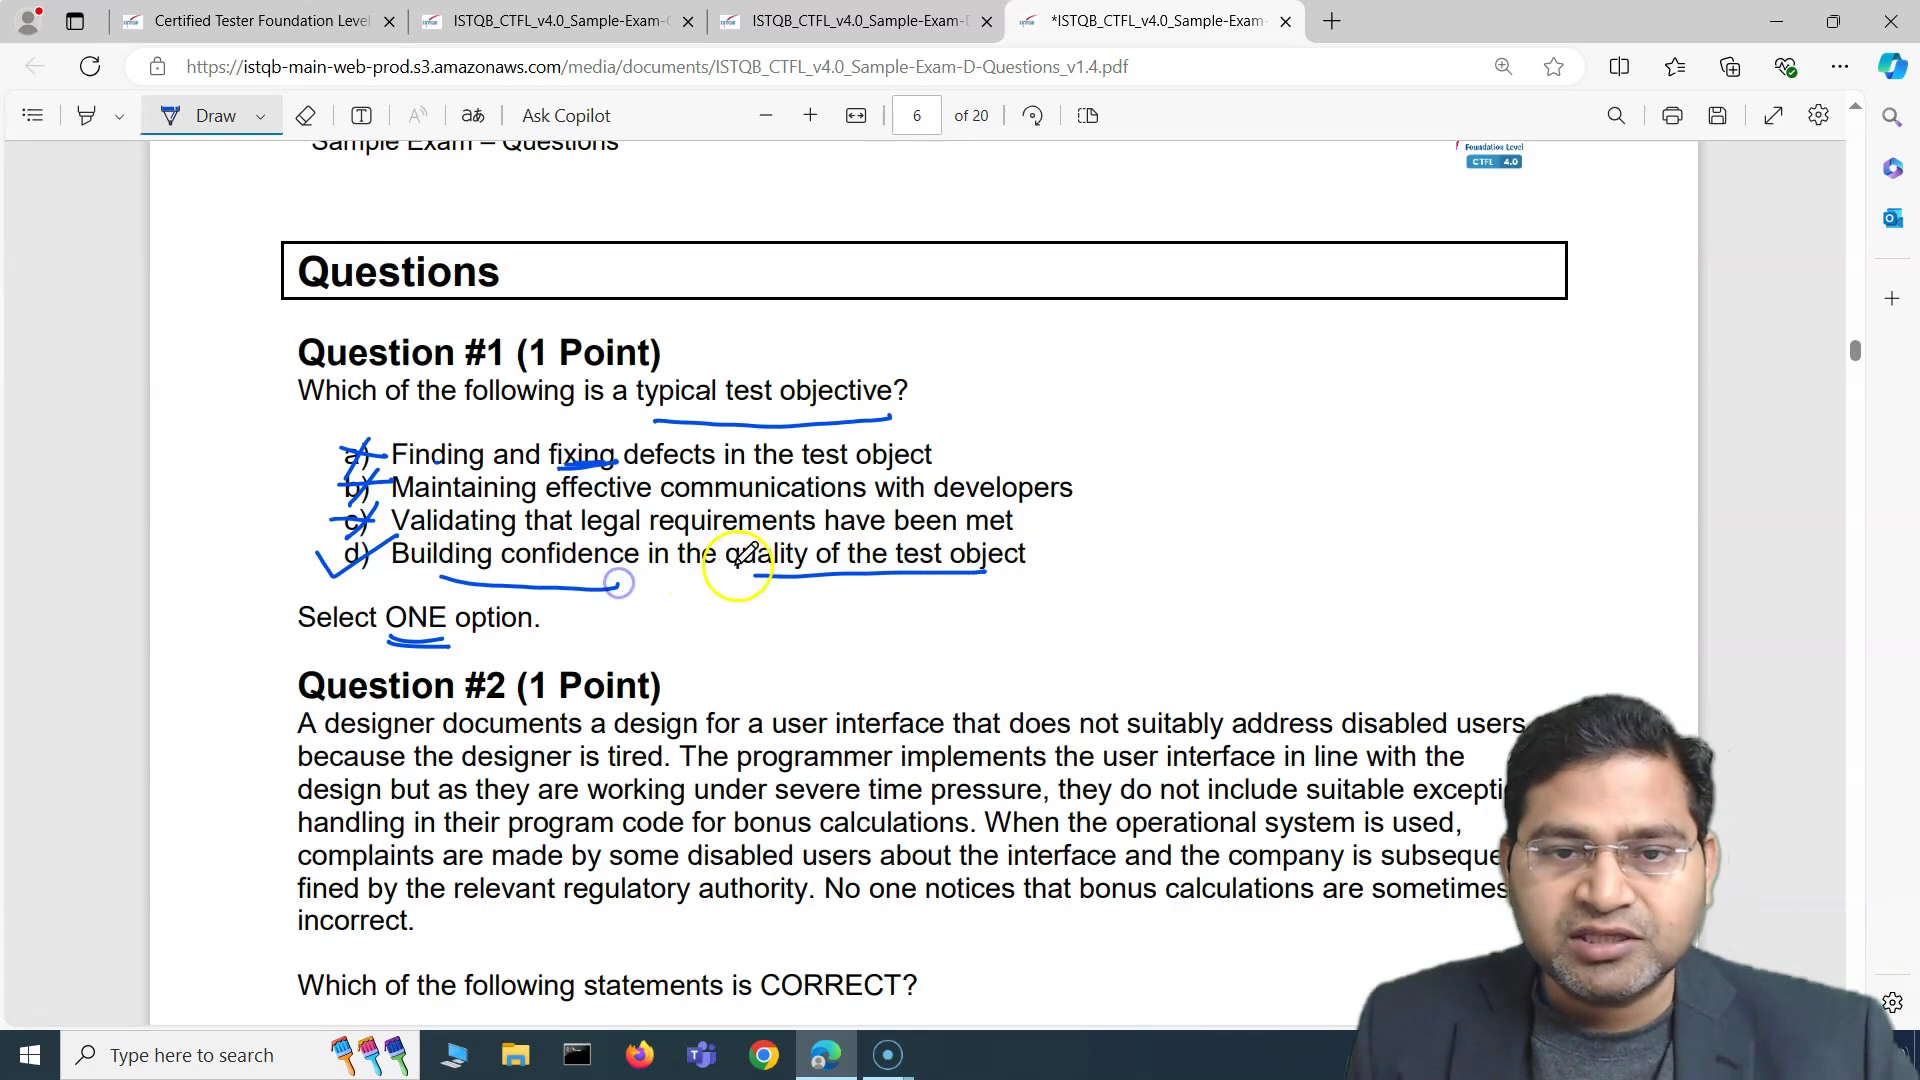 Certified Tester Foundation Level
ISTQB_CTFL_v4.0_Sample-Exam-
ISTQB_CTFL_v4.0_Sample-Exam-
*ISTQB_CTFL_v4.0_Sample-Exam-
https://istqb-main-web-prod.s3.amazonaws.com/media/documents/ISTQB_CTFL_v4.0_Sample-Exam-D-Questions_v1.4.pdf
Draw
aあ
Ask Copilot
6 of 20
Sample Exam – Questions
Foundation Level
CTFL 4.0
Questions
Question #1 (1 Point)
Which of the following is a typical test objective?
a) Finding and fixing defects in the test object
b) Maintaining effective communications with developers
c) Validating that legal requirements have been met
d) Building confidence in the quality of the test object
Select ONE option.
Question #2 (1 Point)
A designer documents a design for a user interface that does not suitably address disabled users
because the designer is tired. The programmer implements the user interface in line with the
design but as they are working under severe time pressure, they do not include suitable excepti
handling in their program code for bonus calculations. When the operational system is used,
complaints are made by some disabled users about the interface and the company is subseque
fined by the relevant regulatory authority. No one notices that bonus calculations are sometimes
incorrect.
Which of the following statements is CORRECT?
Type here to search